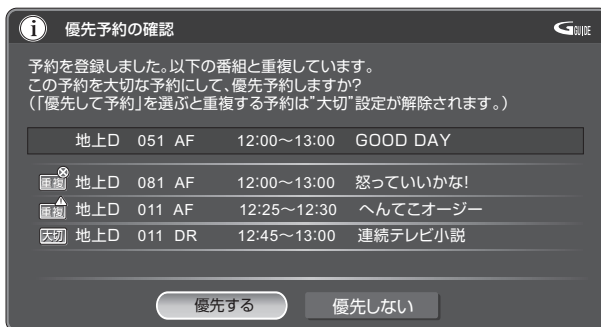 i 優先予約の確認 GGUIDE
予約を登録しました。以下の番組と重複しています。
この予約を大切な予約にして、優先予約しますか?
(「優先して予約」を選ぶと重複する予約は"大切"設定が解除されます。)
地上D 051 AF 12:00〜13:00 GOOD DAY
重複 地上D 081 AF 12:00〜13:00 怒っていいかな!
重複 地上D 011 AF 12:25〜12:30 へんてこオージー
大切 地上D 011 DR 12:45〜13:00 連続テレビ小説
優先する 優先しない